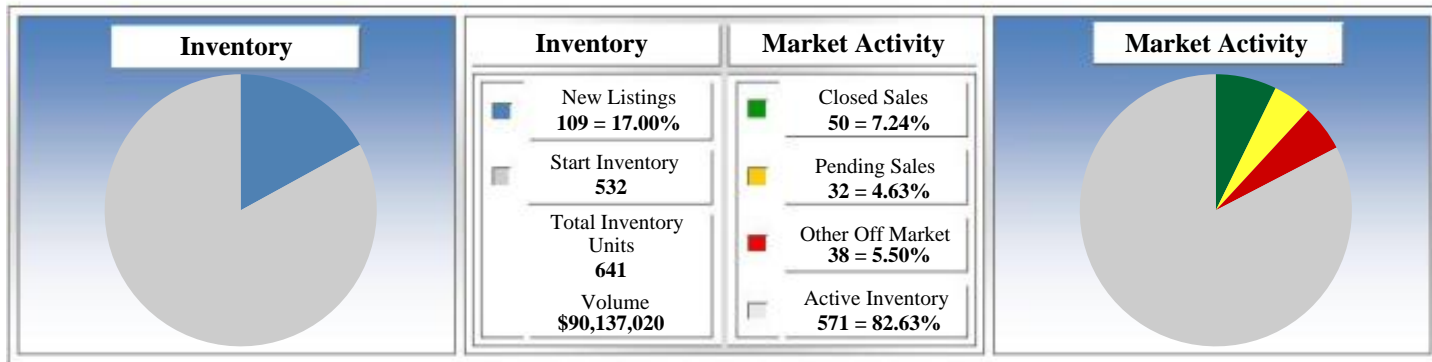 Inventory
Inventory
Market Activity
Market Activity
New Listings
109 = 17.00%
Start Inventory
532
Total Inventory
Units
641
Volume
$90,137,020
Closed Sales
50 = 7.24%
Pending Sales
32 = 4.63%
Other Off Market
38 = 5.50%
Active Inventory
571 = 82.63%